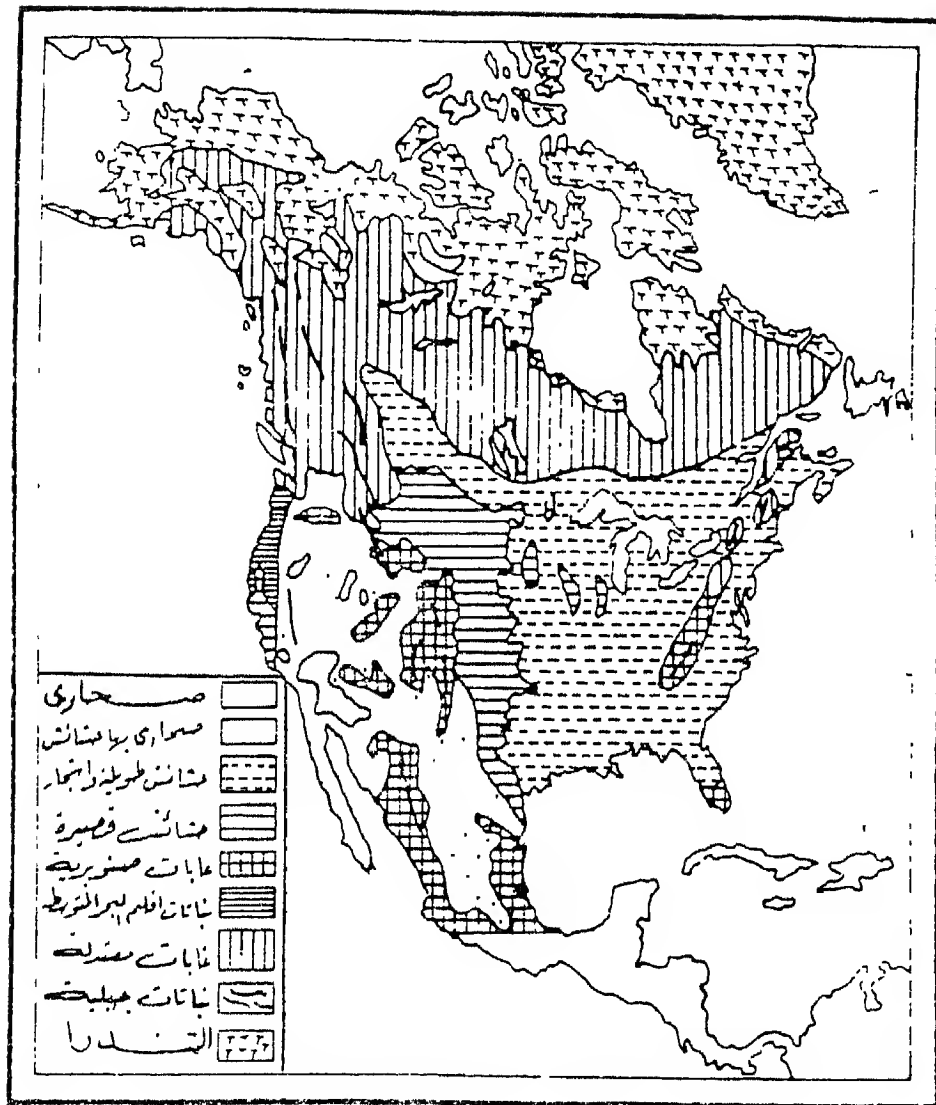 صحارى
صحارى بها حشائش
حشائش طويلة وأشجار
حشائش قصيرة
غابات صنوبرية
نباتات اقليم البحر المتوسط
غابات معتدلة
نباتات جبلية
التندرا